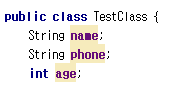 public class TestClass {
String name;
String phone;
int age;